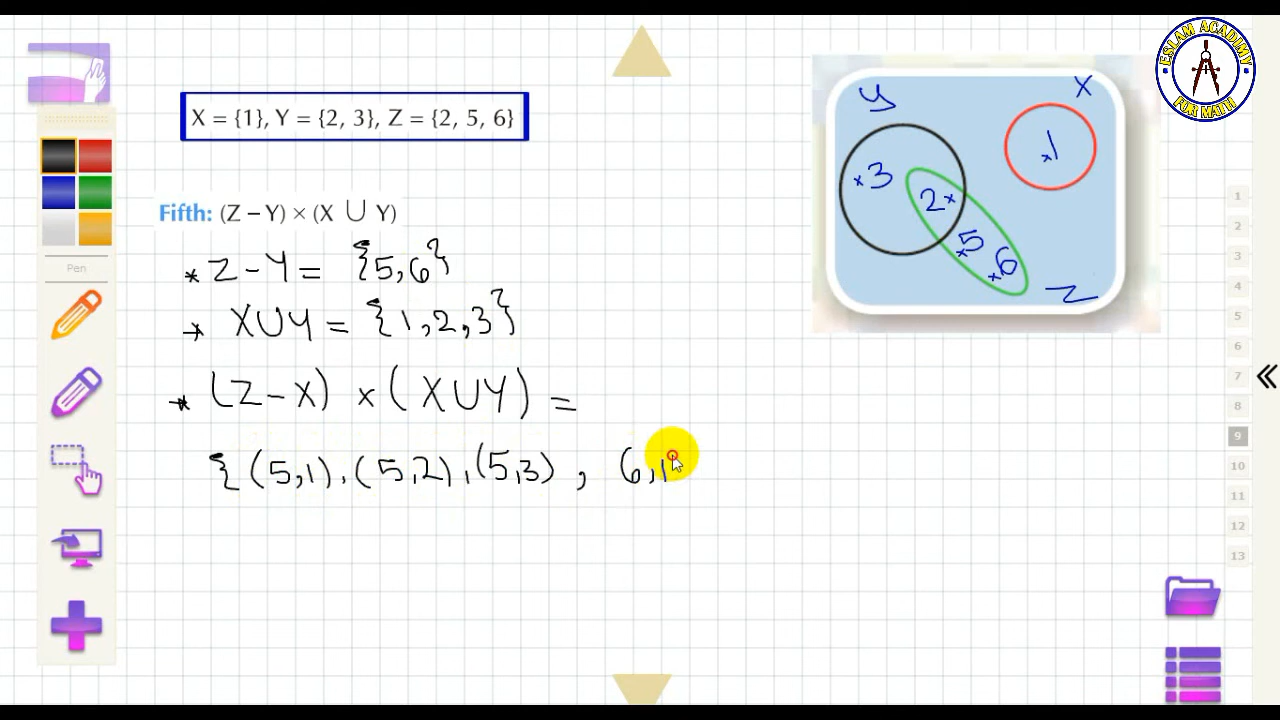 ESLAM ACADIMY
FUR MATH
X = {1}, Y = {2, 3}, Z = {2, 5, 6}
Y
X
3
2
1
5
6
Z
Fifth: (Z – Y) × (X ∪ Y)
* Z - Y = {5,6}
* X∪Y = {1,2,3}
* (Z-X) × (X∪Y) =
{(5,1),(5,2),(5,3), 6,1
Pen
1
2
3
4
5
6
7
8
9
10
11
12
13